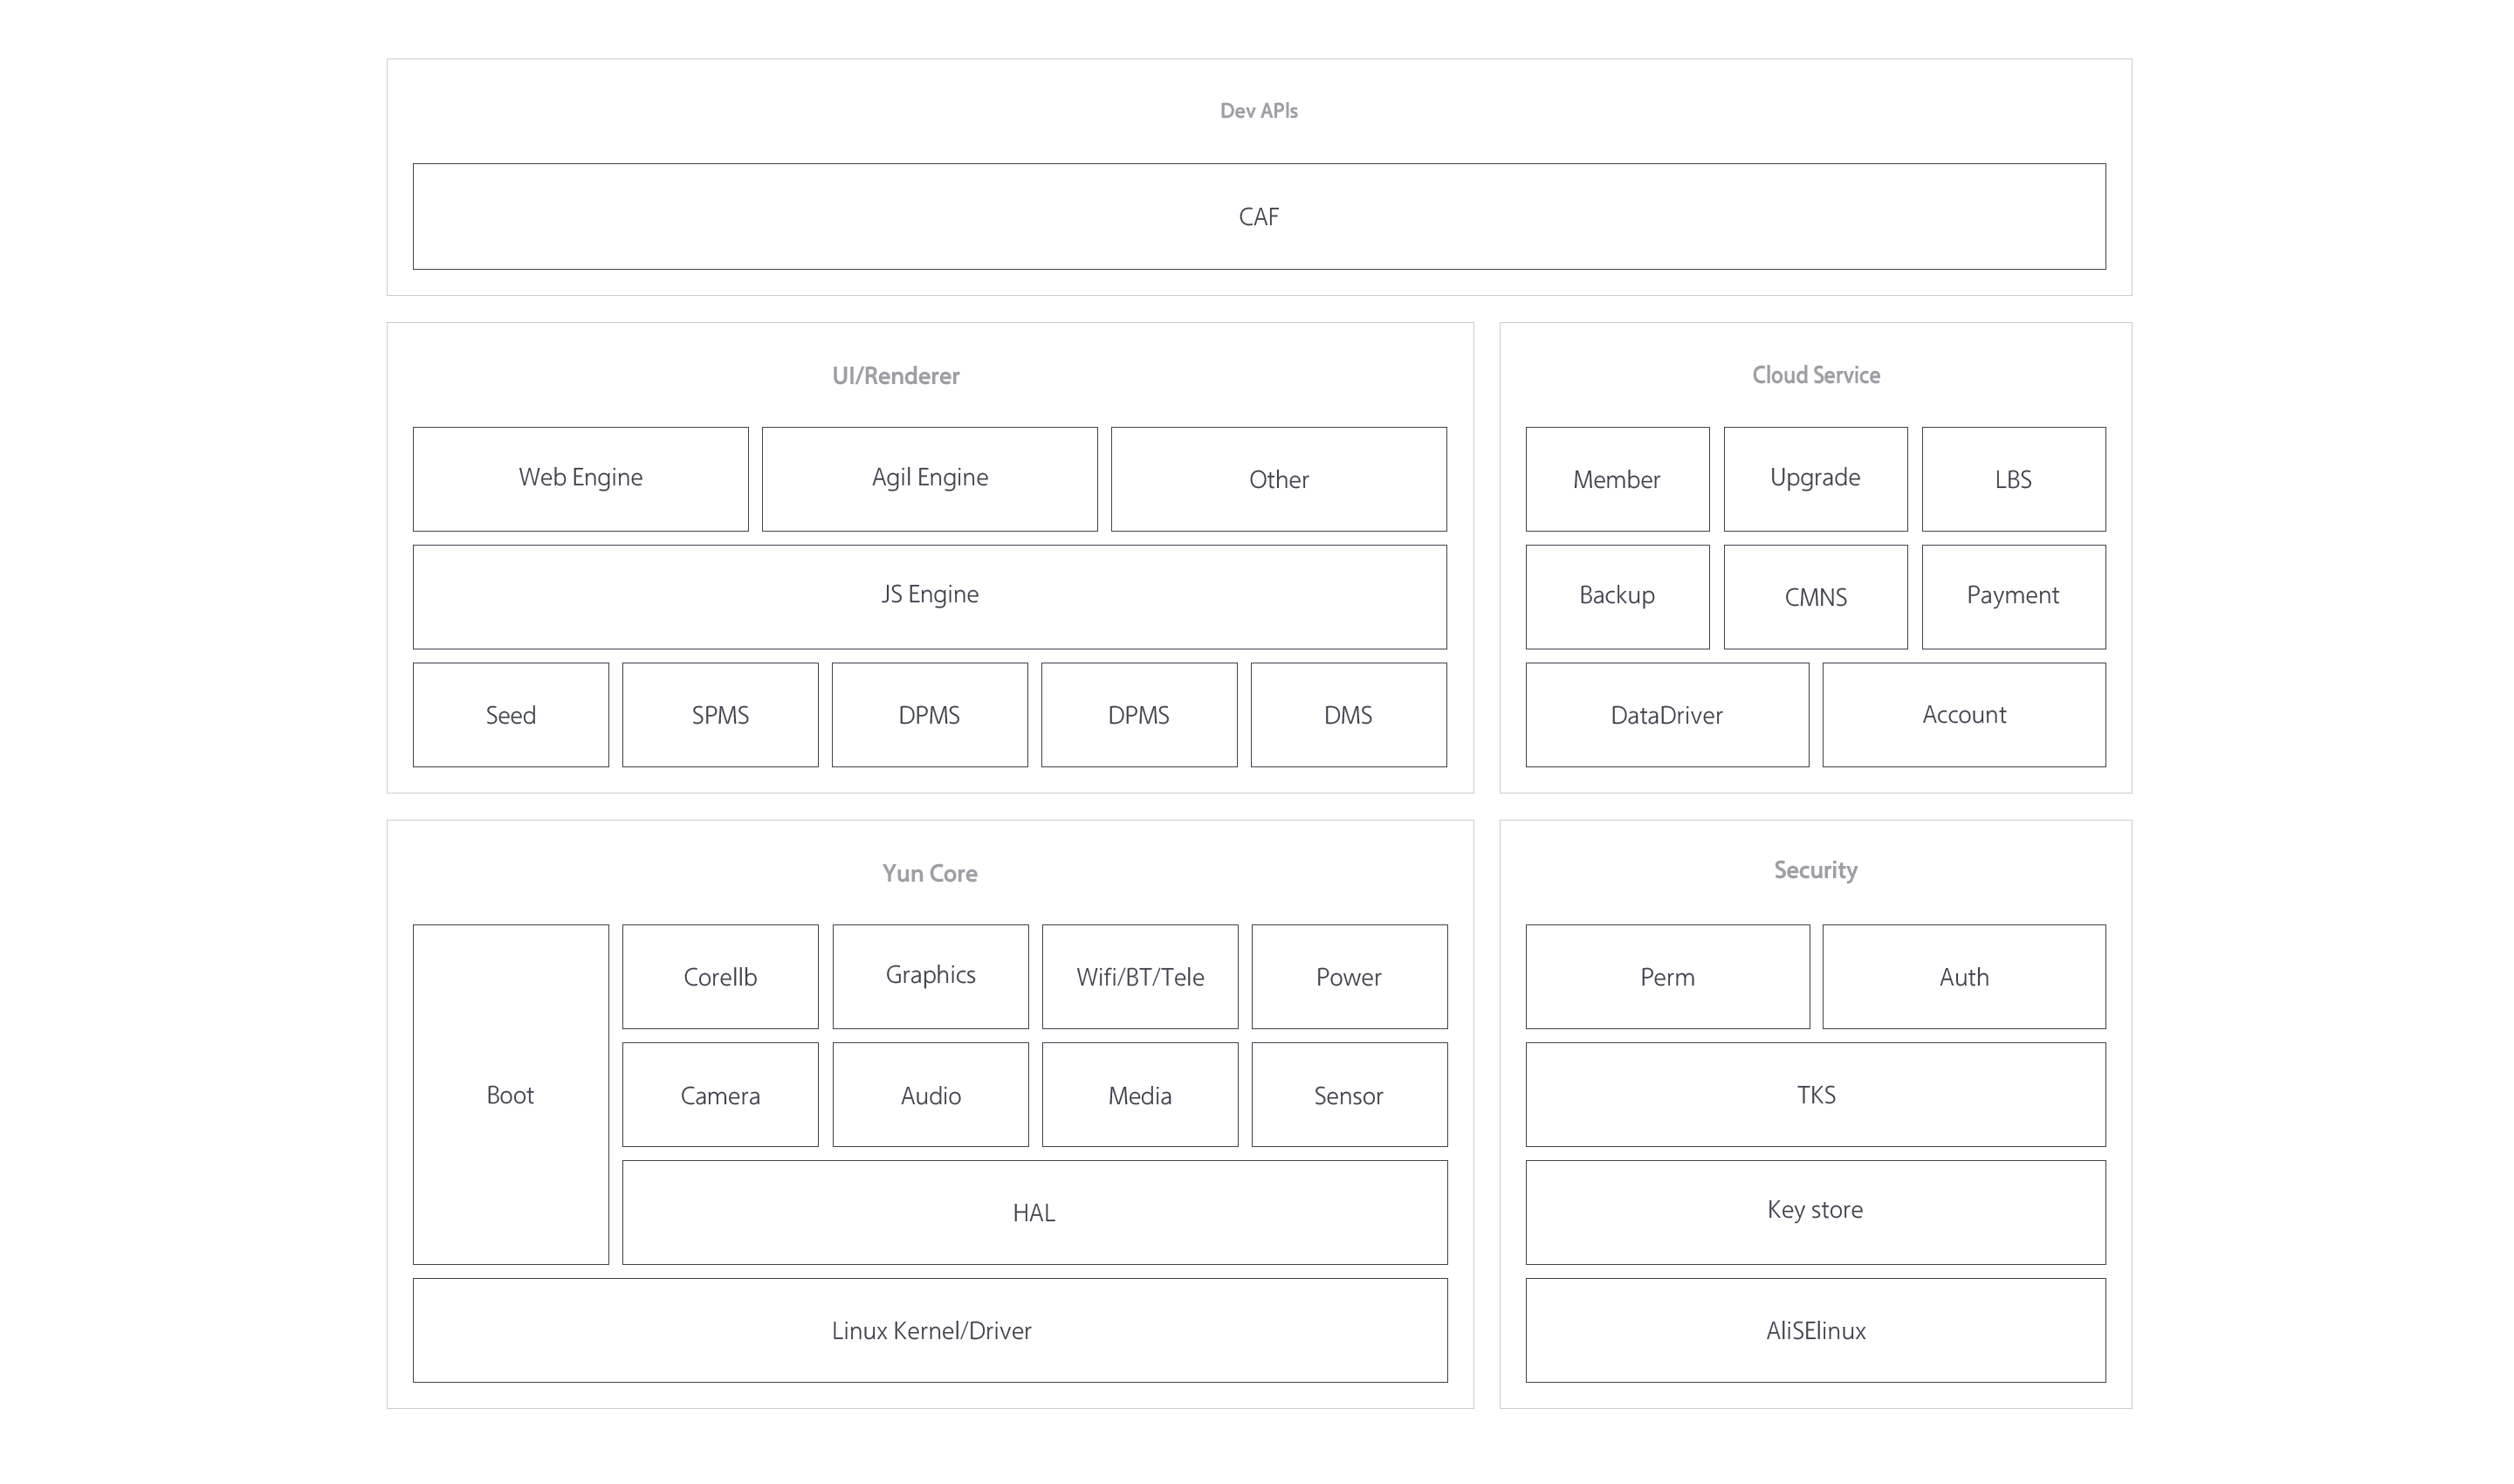 Dev APIs
CAF
UI/Renderer
Web Engine
Agil Engine
Other
JS Engine
Seed
SPMS
DPMS
DPMS
DMS
Cloud Service
Member
Upgrade
LBS
Backup
CMNS
Payment
DataDriver
Account
Yun Core
Boot
Corellb
Graphics
Wifi/BT/Tele
Power
Camera
Audio
Media
Sensor
HAL
Linux Kernel/Driver
Security
Perm
Auth
TKS
Key store
AliSElinux